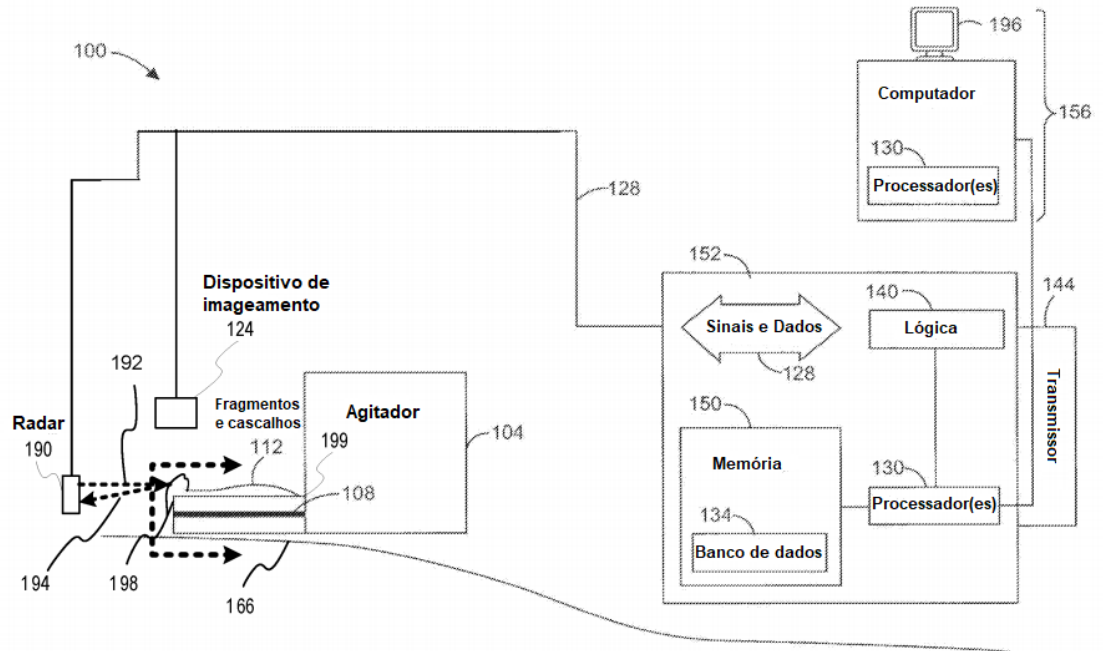 100
196
Computador
156
130
Processador(es)
128
152
144
Dispositivo de
imageamento
124
Sinais e Dados
128
140
Lógica
Transmissor
192
Fragmentos
e cascalhos
Agitador
104
Radar
190
112
199
108
150
Memória
130
Processador(es)
134
Banco de dados
194
198
166